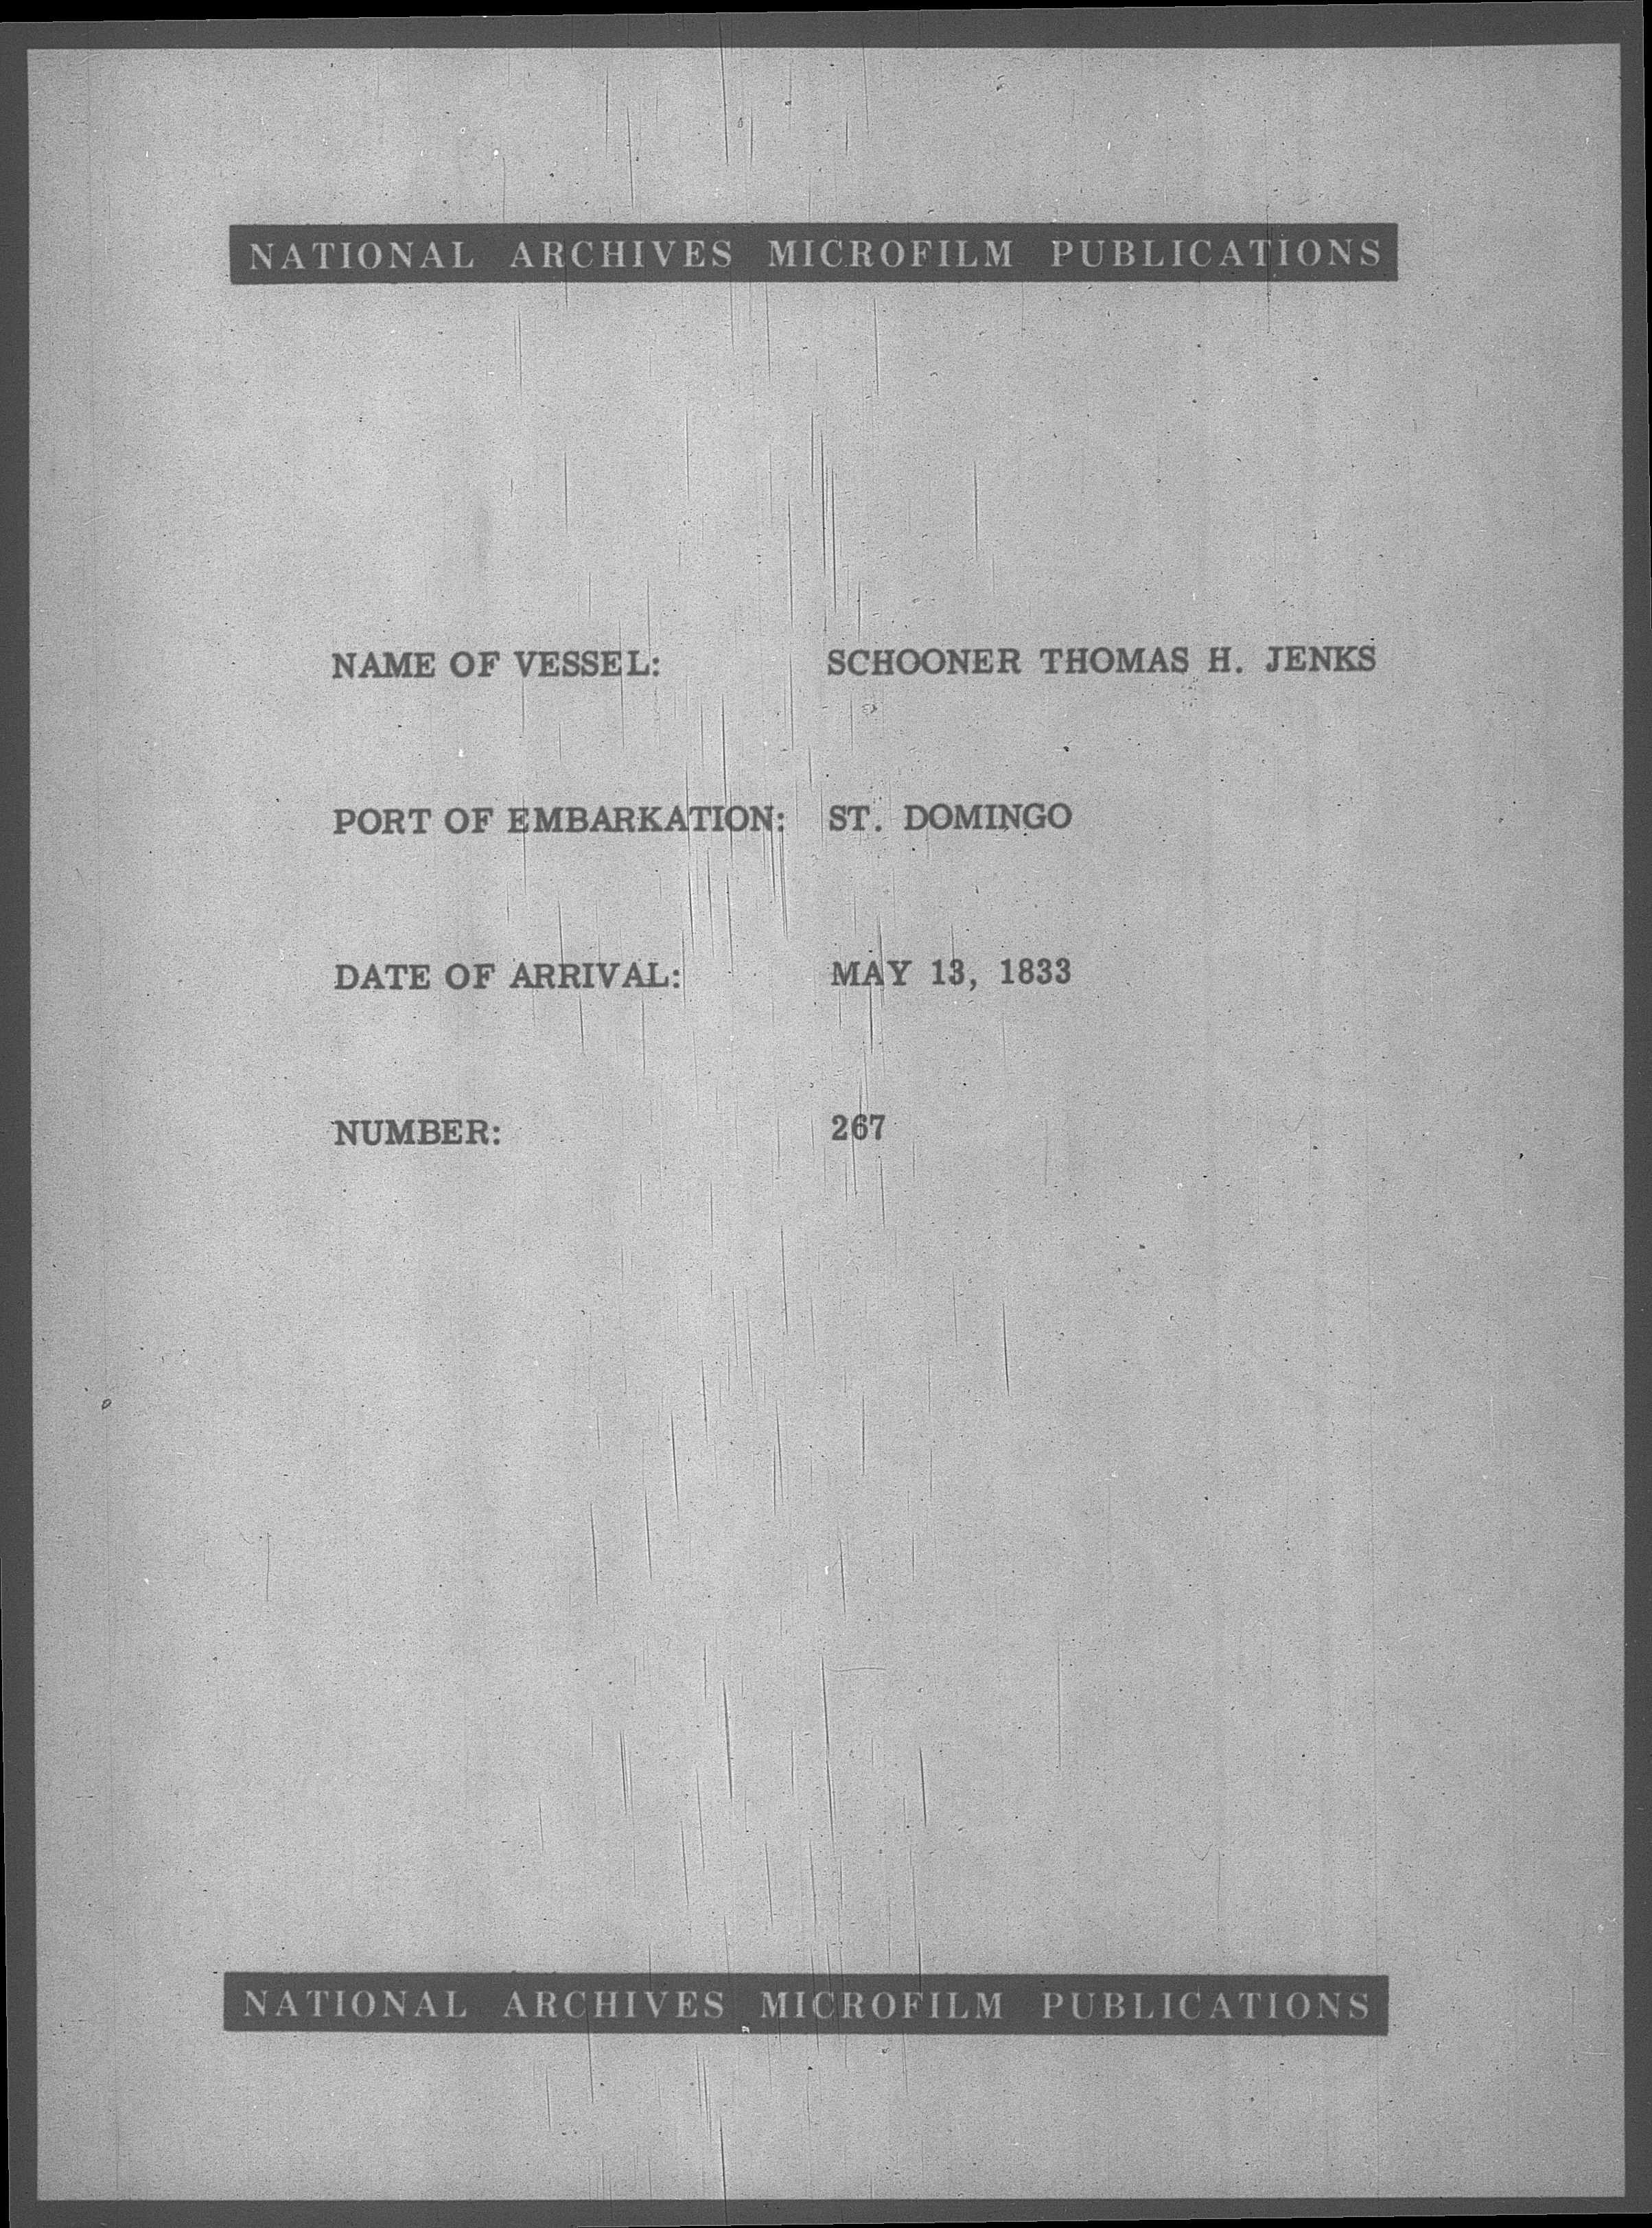 NATIONAL ARCHIVES MICROFILM PUBLICATIONS
NAME OF VESSEL: SCHOONER THOMAS H. JENKS
PORT OF EMBARKATION: ST. DOMINGO
DATE OF ARRIVAL: MAY 13, 1833
NUMBER: 267
NATIONAL ARCHIVES MICROFILM PUBLICATIONS